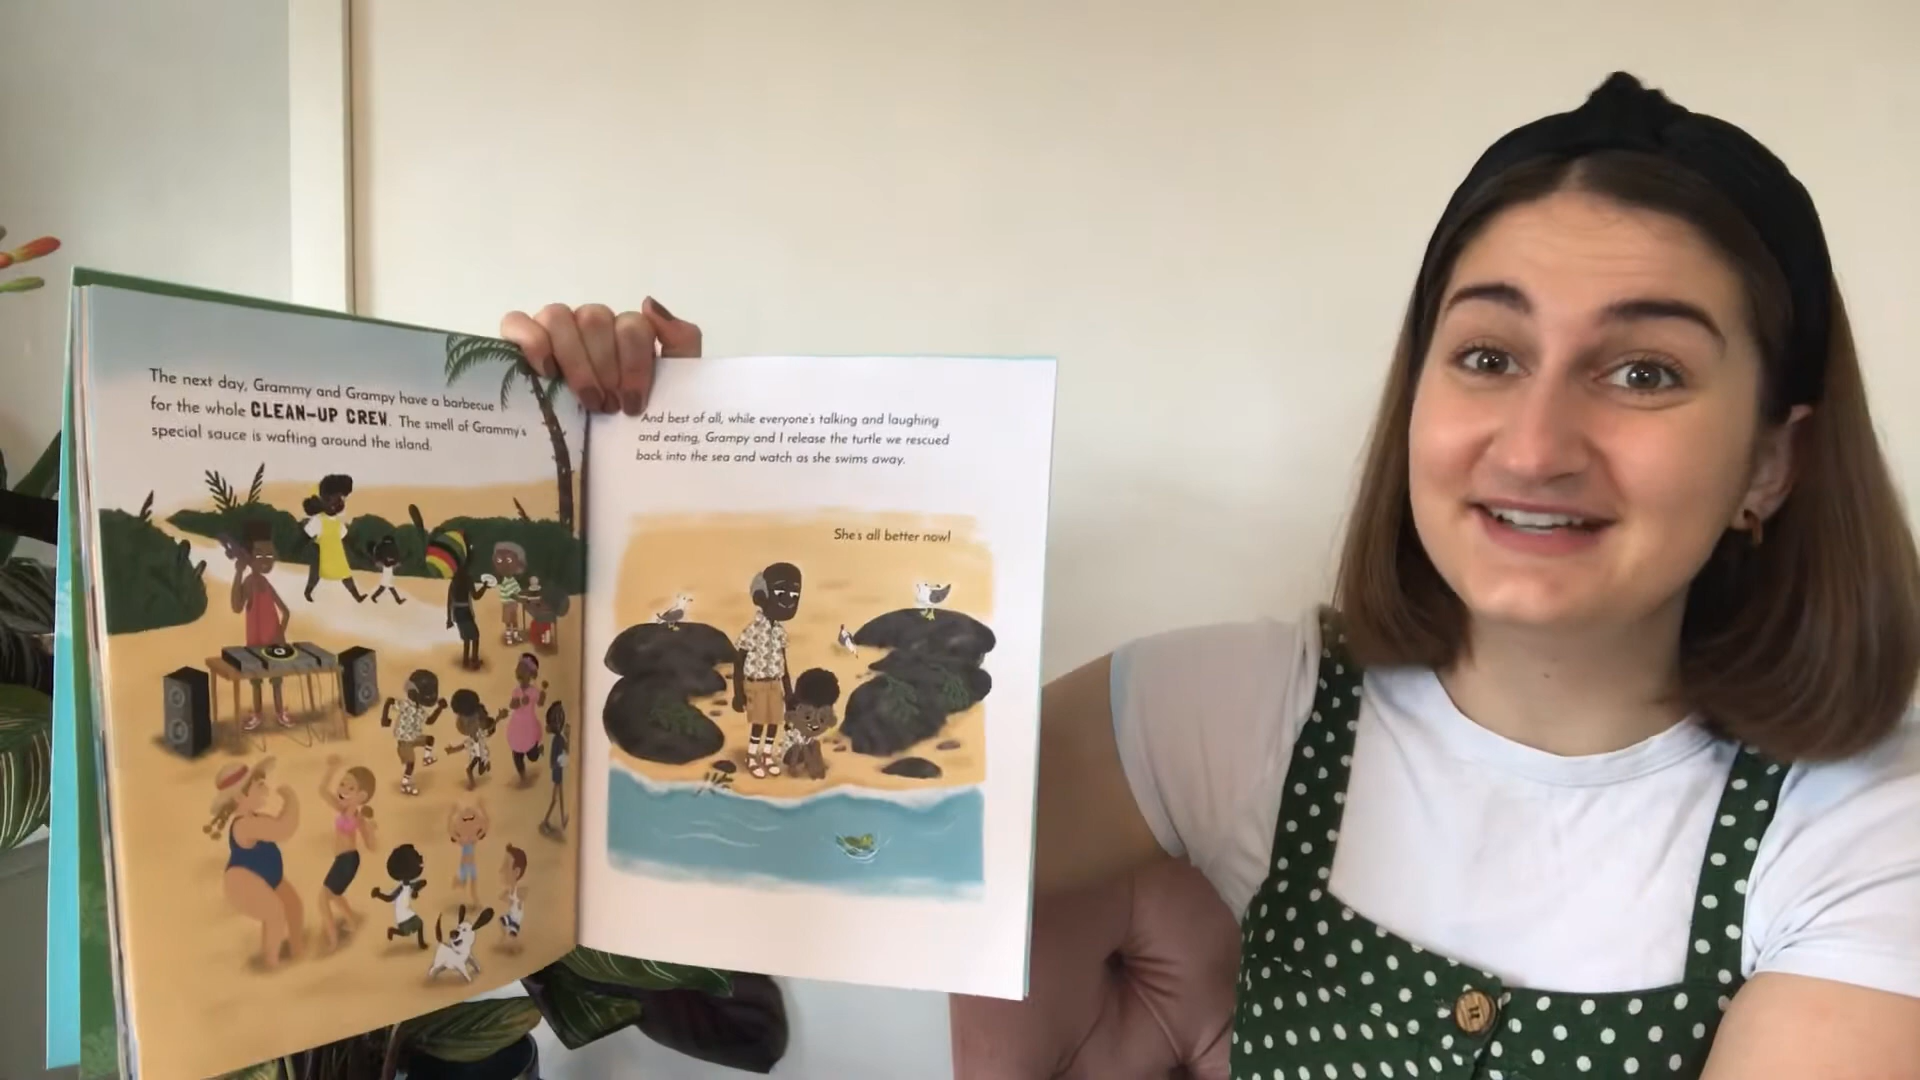 The next day, Grammy and Grampy have a barbecue
for the whole CLEAN-UP CREW. The smell of Grammy's
special sauce is wafting around the island.
And best of all, while everyone's talking and laughing
and eating, Grampy and I release the turtle we rescued
back into the sea and watch as she swims away.
She's all better now!